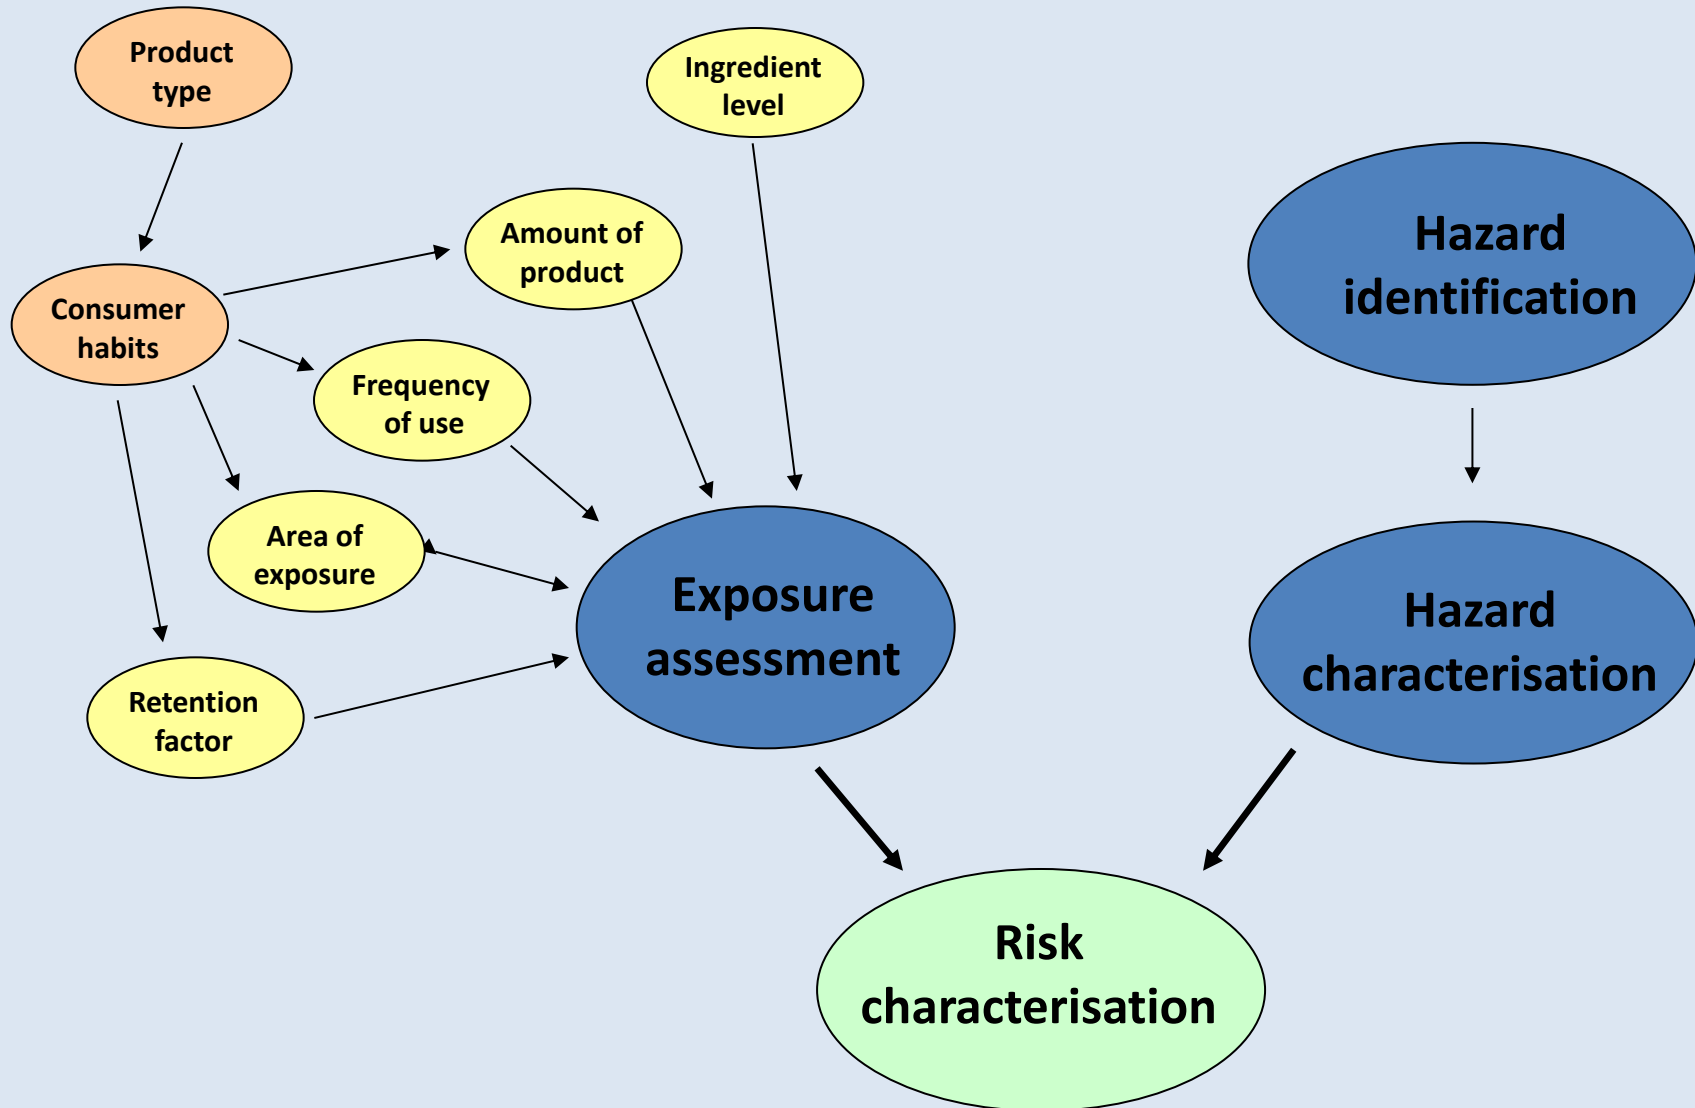 Product
type
Ingredient
level
Amount of
product
Hazard
identification
Consumer
habits
Frequency
of use
Area of
exposure
Exposure
assessment
Hazard
characterisation
Retention
factor
Risk
characterisation